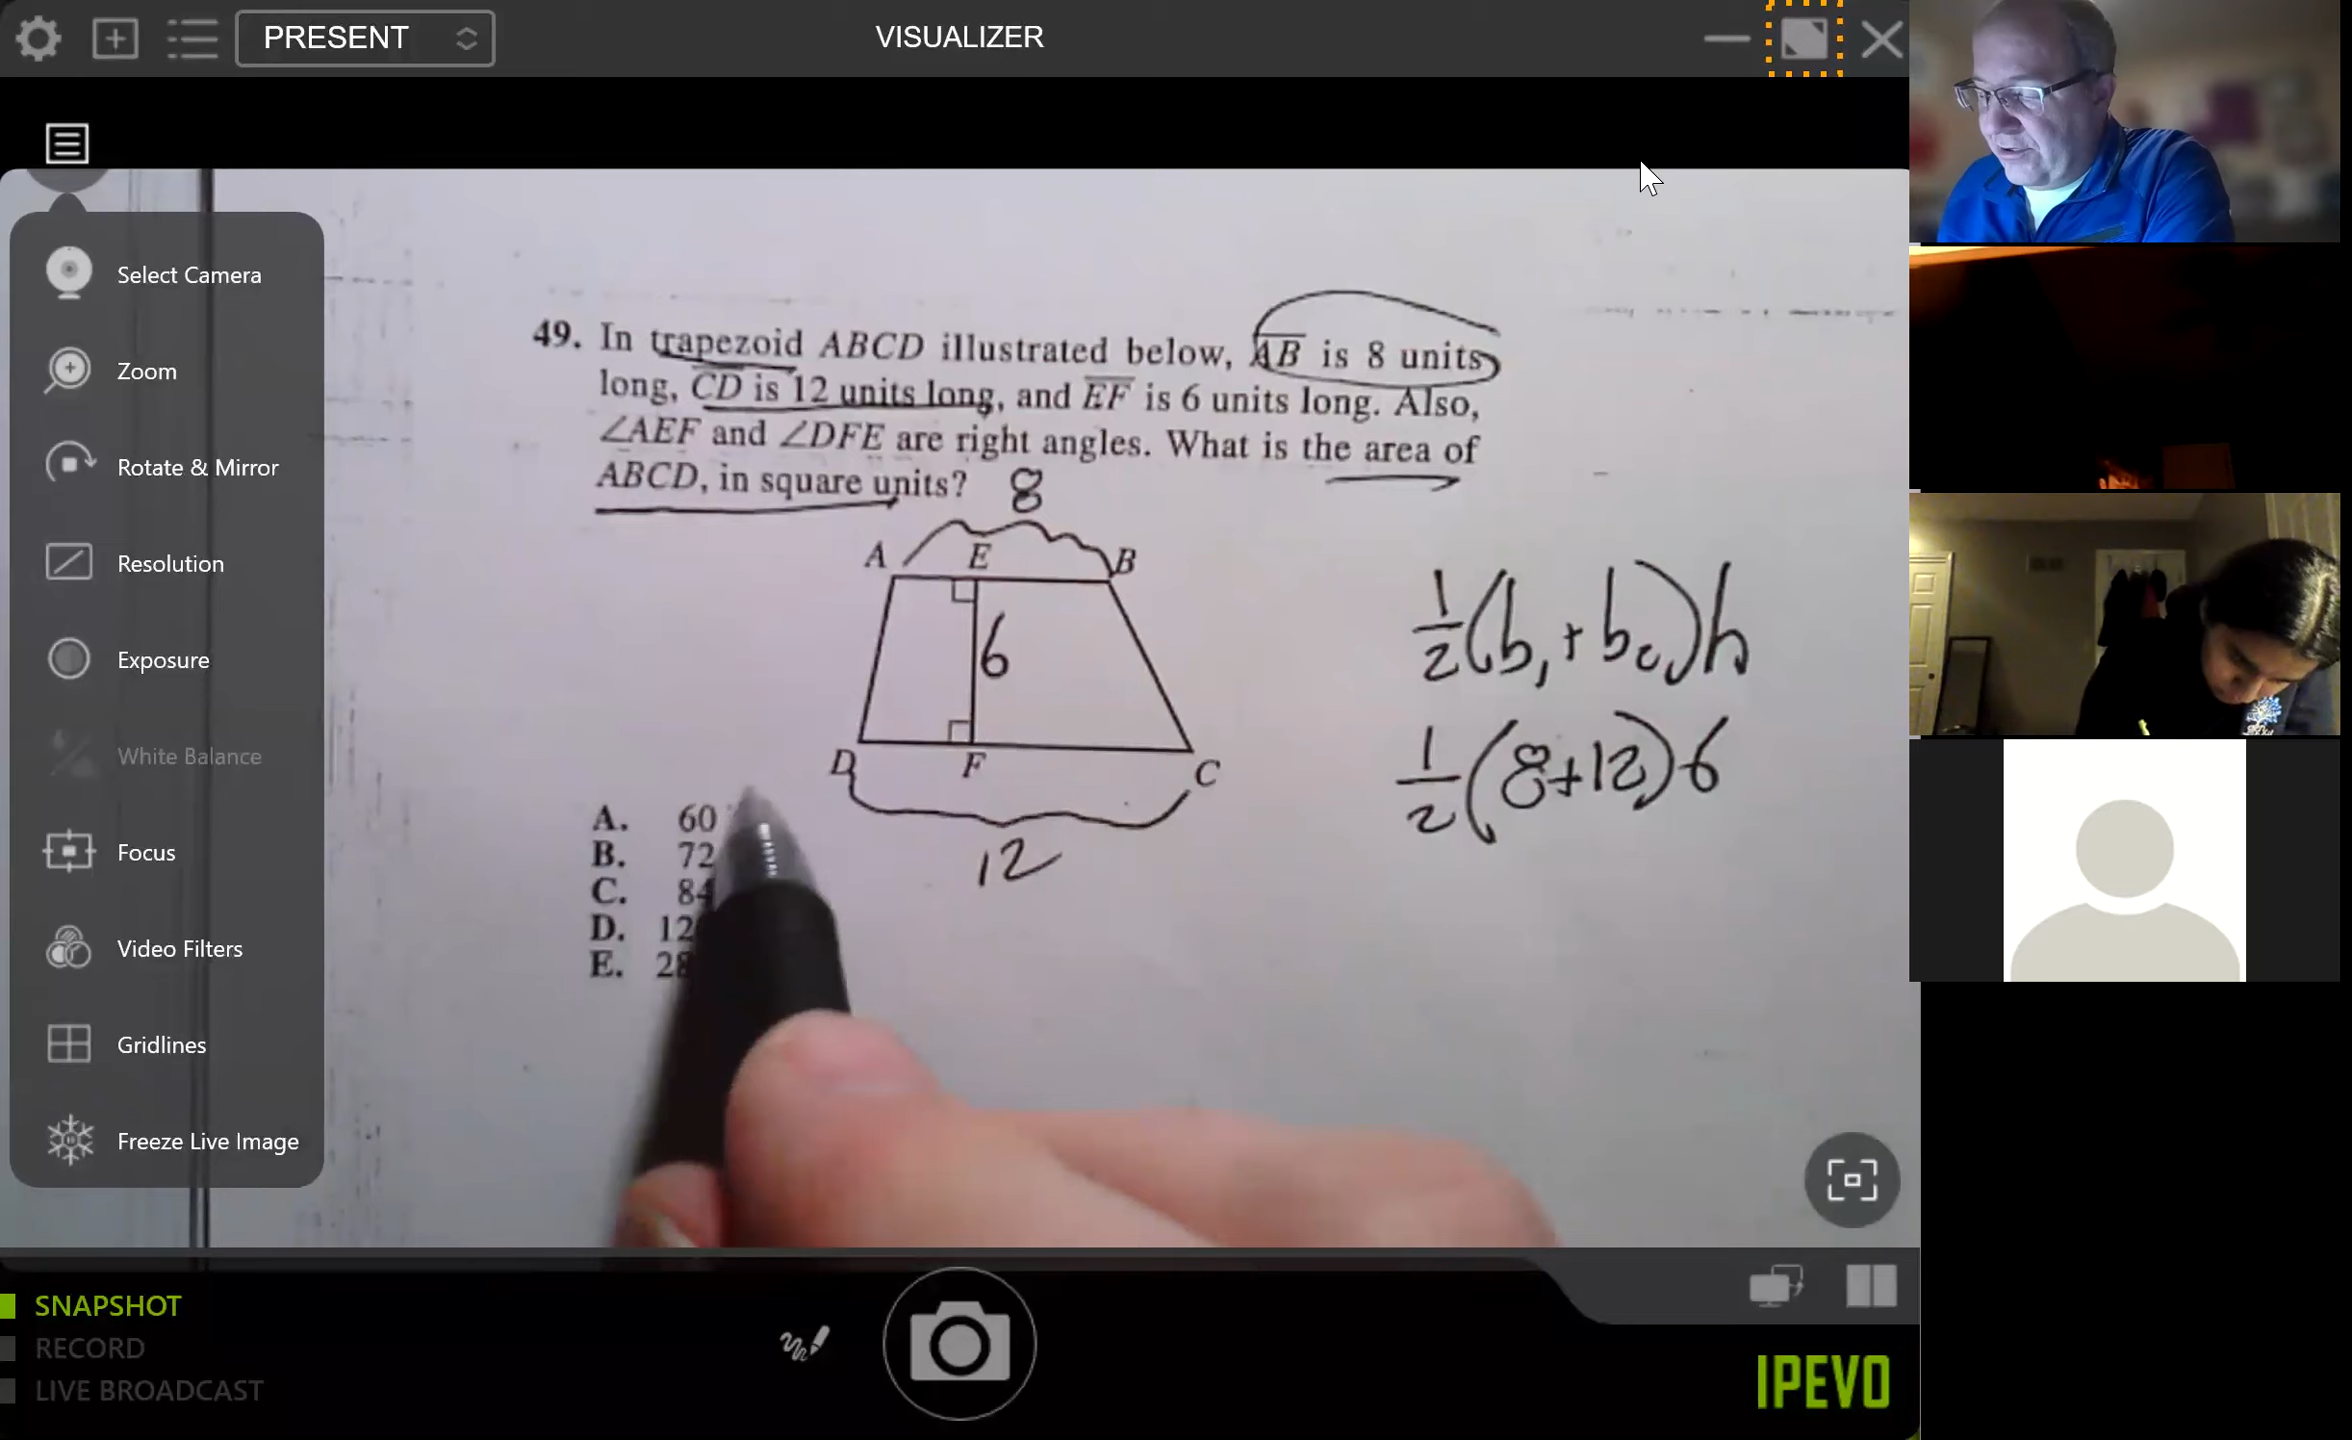 PRESENT
VISUALIZER
Select Camera
Zoom
Rotate & Mirror
Resolution
Exposure
White Balance
Focus
Video Filters
Gridlines
Freeze Live Image
49. In trapezoid ABCD illustrated below, AB is 8 units
long, CD is 12 units long, and EF is 6 units long. Also,
∠AEF and ∠DFE are right angles. What is the area of
ABCD, in square units?
8
A E B
6
D F C
12
A. 60
B. 72
C. 84
D. 12
E. 28
1/2(b₁+b₂)h
1/2(8+12)6
SNAPSHOT
RECORD
LIVE BROADCAST
IPEVO